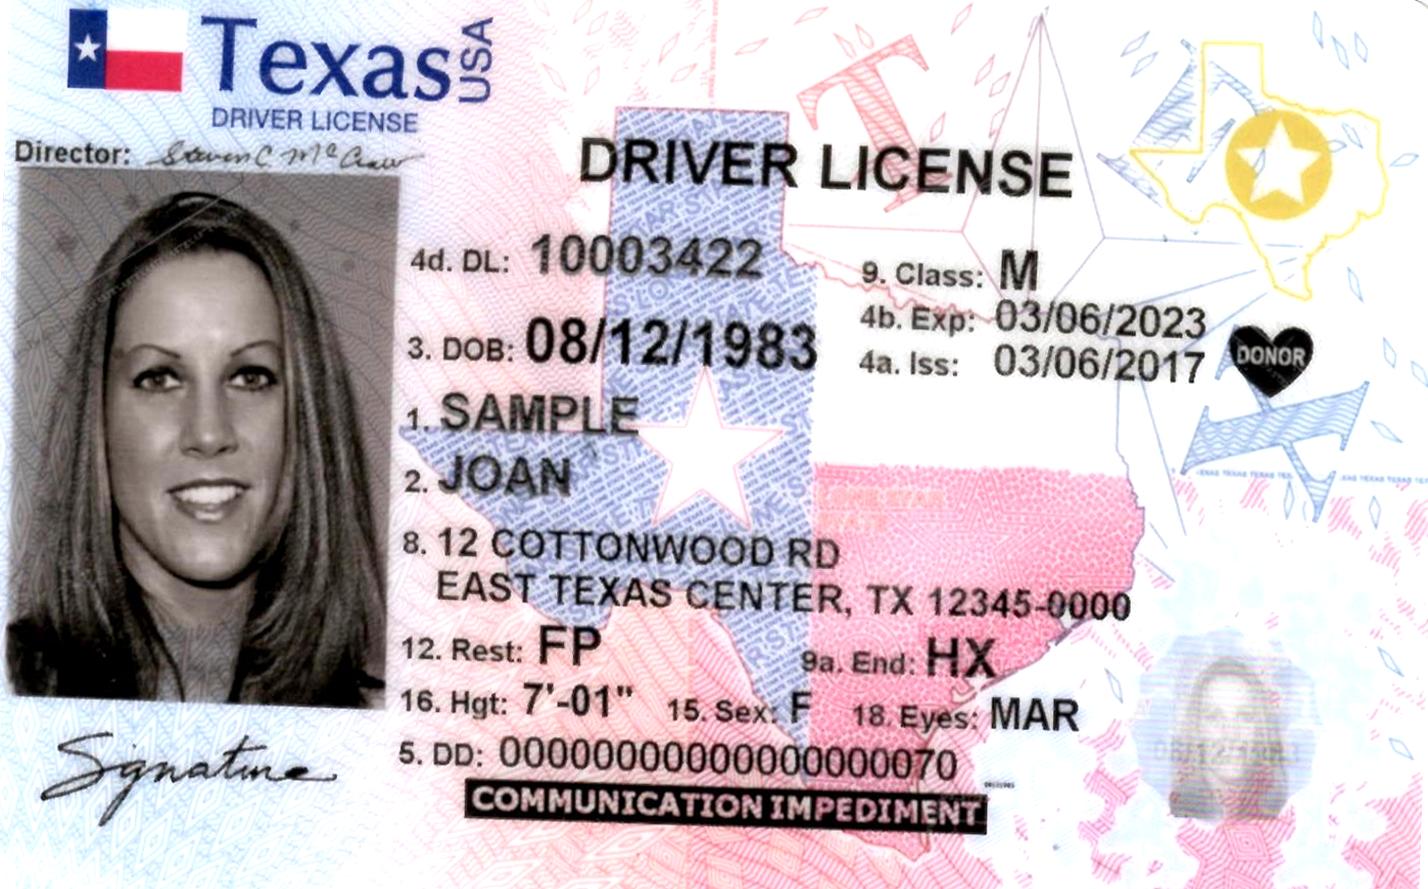 Texas USA
DRIVER LICENSE
Director: Steven C McCraw
DRIVER LICENSE
4d. DL: 10003422
9. Class: M
4b. Exp: 03/06/2023
3. DOB: 08/12/1983
4a. Iss: 03/06/2017
DONOR
1. SAMPLE
2. JOAN
8. 12 COTTONWOOD RD
EAST TEXAS CENTER, TX 12345-0000
12. Rest: FP
9a. End: HX
16. Hgt: 7'-01" 15. Sex: F 18. Eyes: MAR
5. DD: 00000000000000000070
COMMUNICATION IMPEDIMENT
Signature